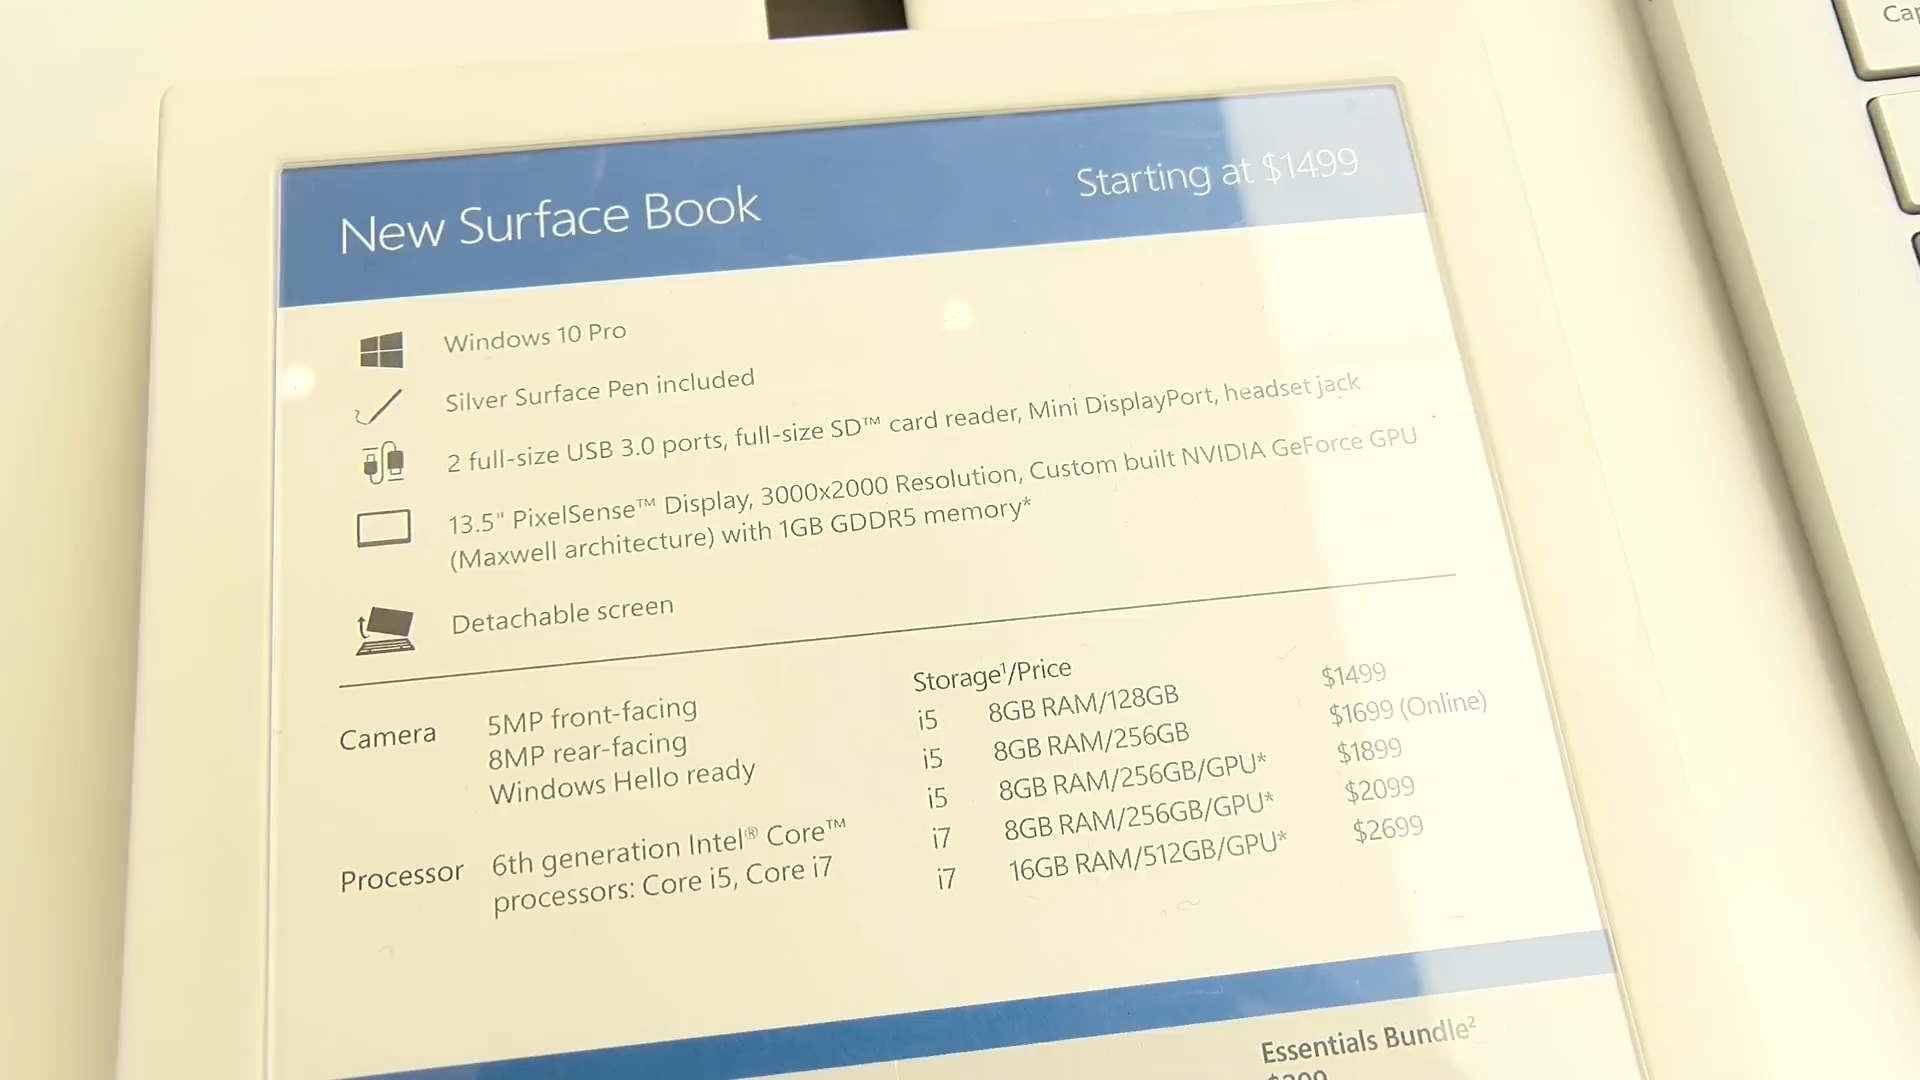 Cap
New Surface Book
Starting at $1499
Windows 10 Pro
Silver Surface Pen included
2 full-size USB 3.0 ports, full-size SD™ card reader, Mini DisplayPort, headset jack
13.5" PixelSense™ Display, 3000x2000 Resolution, Custom built NVIDIA GeForce GPU
(Maxwell architecture) with 1GB GDDR5 memory*
Detachable screen
Camera 5MP front-facing
8MP rear-facing
Windows Hello ready
Processor 6th generation Intel® Core™
processors: Core i5, Core i7
Storage¹/Price
i5 8GB RAM/128GB $1499
i5 8GB RAM/256GB $1699 (Online)
i5 8GB RAM/256GB/GPU* $1899
i7 8GB RAM/256GB/GPU* $2099
i7 16GB RAM/512GB/GPU* $2699
Essentials Bundle²